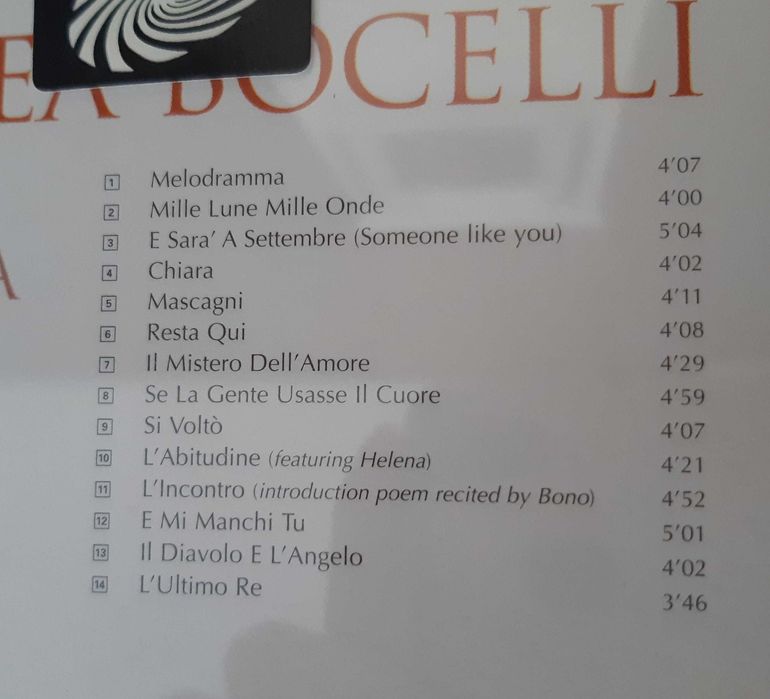 EA BOCELLI
1 Melodramma 4'07
2 Mille Lune Mille Onde 4'00
3 E Sara' A Settembre (Someone like you) 5'04
4 Chiara 4'02
5 Mascagni 4'11
6 Resta Qui 4'08
7 Il Mistero Dell'Amore 4'29
8 Se La Gente Usasse Il Cuore 4'59
9 Si Voltò 4'07
10 L'Abitudine (featuring Helena) 4'21
11 L'Incontro (introduction poem recited by Bono) 4'52
12 E Mi Manchi Tu 5'01
13 Il Diavolo E L'Angelo 4'02
14 L'Ultimo Re 3'46
A